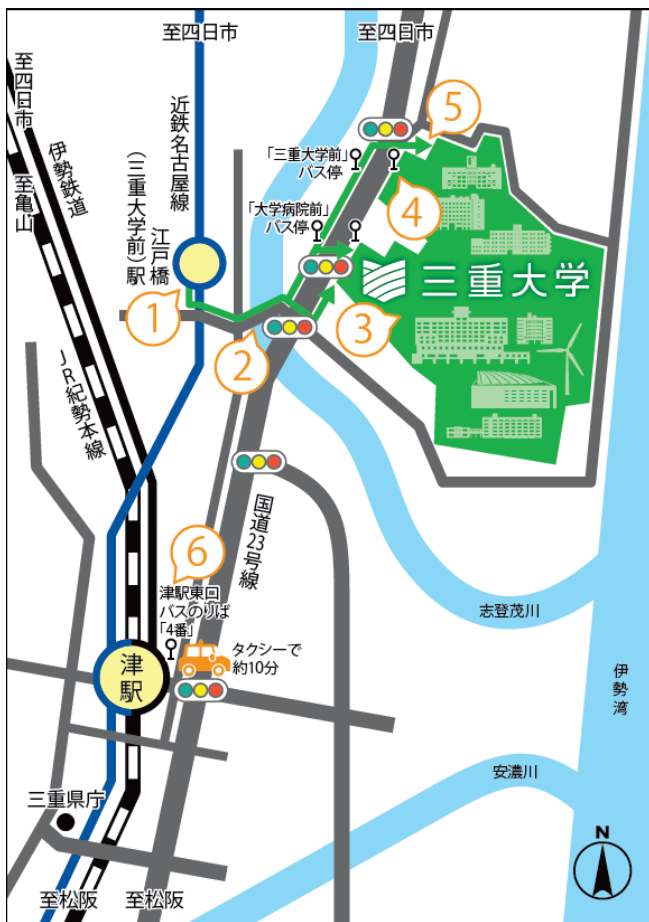 至四日市
至四日市
至四日市
至亀山
伊勢鉄道
近鉄名古屋線
江戸橋
（三重大学前）駅
「三重大学前」
バス停
「大学病院前」
バス停
5
4
三重大学
3
1
2
JR紀勢本線
国道23号線
6
津駅東口
バスのりば
「4番」
タクシーで
約10分
津駅
志登茂川
伊勢湾
安濃川
三重県庁
至松阪
至松阪
N